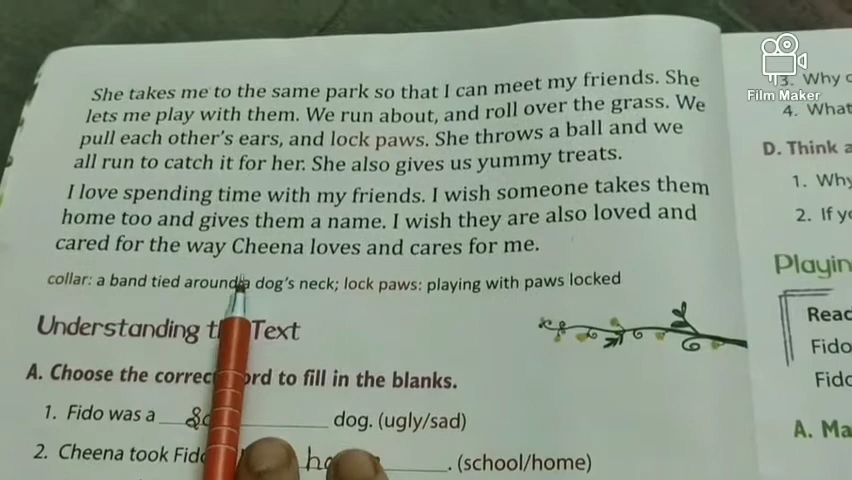 She takes me to the same park so that I can meet my friends. She
lets me play with them. We run about, and roll over the grass. We
pull each other's ears, and lock paws. She throws a ball and we
all run to catch it for her. She also gives us yummy treats.
I love spending time with my friends. I wish someone takes them
home too and gives them a name. I wish they are also loved and
cared for the way Cheena loves and cares for me.
collar: a band tied around a dog's neck; lock paws: playing with paws locked
Understanding Text
A. Choose the correct to fill in the blanks.
1. Fido was a dog. (ugly/sad)
2. Cheena took . (school/home)
Film Maker
3. Why
4. What
D. Think
1. Why
2. If
Read
Fido
A.